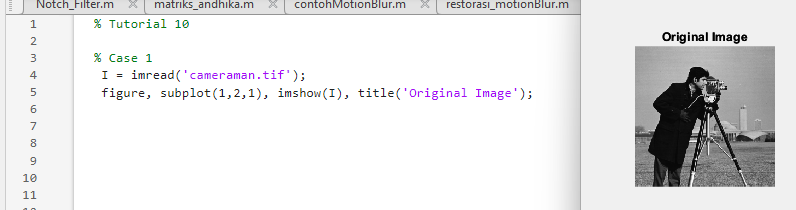 Notch_Filter.m
matriks_andhika.m
contohMotionBlur.m
restorasi_motionBlur.m
1 % Tutorial 10
2
3 % Case 1
4 I = imread('cameraman.tif');
5 figure, subplot(1,2,1), imshow(I), title('Original Image');
6
7
8
9
10
11
Original Image